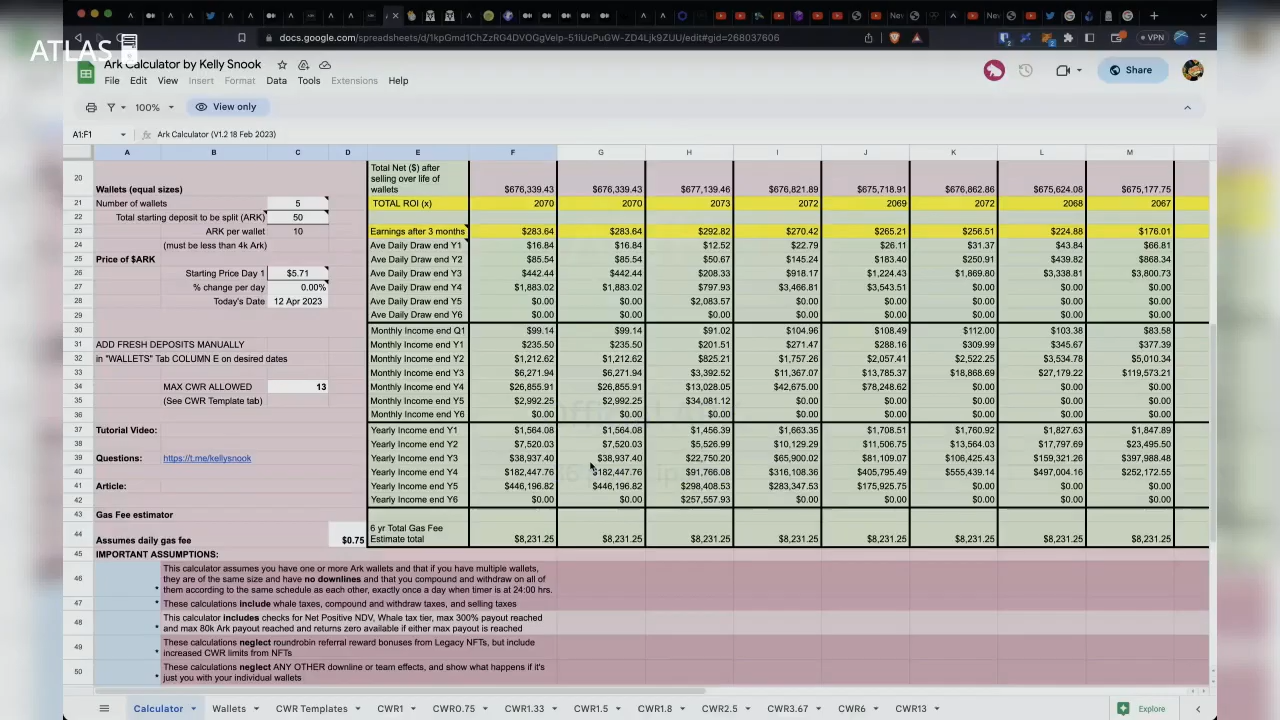 ATLAS
docs.google.com/spreadsheets/d/1kpGmd1ChZzRG4DVOGgVelp-51iUcPuGW-ZD4Ljk9ZUU/edit#gid=268037606
VPN
Ark Calculator by Kelly Snook
File Edit View Insert Format Data Tools Extensions Help
Share
100% View only
A1:F1 fx Ark Calculator (V1.2 18 Feb 2023)
A B C D E F G H I J K L M
20 Wallets (equal sizes) Total Net ($) after selling over life of wallets $676,339.43 $676,339.43 $677,139.46 $676,821.89 $675,718.91 $676,862.86 $675,624.08 $675,177.75
21 Number of wallets 5 TOTAL ROI (x) 2070 2070 2073 2072 2069 2072 2068 2067
22 Total starting deposit to be split (ARK) 50
23 ARK per wallet 10 Earnings after 3 months $283.64 $283.64 $292.82 $270.42 $265.21 $256.51 $224.88 $176.01
24 (must be less than 4k Ark) Ave Daily Draw end Y1 $16.84 $16.84 $12.52 $22.79 $26.11 $31.37 $43.84 $66.81
25 Price of $ARK Ave Daily Draw end Y2 $85.54 $85.54 $50.67 $145.24 $183.40 $250.91 $439.82 $868.34
26 Starting Price Day 1 $5.71 Ave Daily Draw end Y3 $442.44 $442.44 $208.33 $918.17 $1,224.43 $1,869.80 $3,338.81 $3,800.73
27 % change per day 0.00% Ave Daily Draw end Y4 $1,883.02 $1,883.02 $797.93 $3,466.81 $3,543.51 $0.00 $0.00 $0.00
28 Today's Date 12 Apr 2023 Ave Daily Draw end Y5 $0.00 $0.00 $2,083.57 $0.00 $0.00 $0.00 $0.00 $0.00
29 Ave Daily Draw end Y6 $0.00 $0.00 $0.00 $0.00 $0.00 $0.00 $0.00 $0.00
30 Monthly Income end Q1 $99.14 $99.14 $91.02 $104.96 $108.49 $112.00 $103.38 $83.58
31 ADD FRESH DEPOSITS MANUALLY Monthly Income end Y1 $235.50 $235.50 $201.51 $271.47 $288.16 $309.99 $345.67 $377.39
32 in "WALLETS" Tab COLUMN E on desired dates Monthly Income end Y2 $1,212.62 $1,212.62 $825.21 $1,757.26 $2,057.41 $2,522.25 $3,534.78 $5,010.34
33 Monthly Income end Y3 $6,271.94 $6,271.94 $3,392.52 $11,367.07 $13,785.37 $18,868.69 $27,179.22 $119,573.21
34 MAX CWR ALLOWED 13 Monthly Income end Y4 $26,855.91 $26,855.91 $13,028.05 $42,675.00 $78,248.62 $0.00 $0.00 $0.00
35 (See CWR Template tab) Monthly Income end Y5 $2,992.25 $2,992.25 $34,081.12 $0.00 $0.00 $0.00 $0.00 $0.00
36 Monthly Income end Y6 $0.00 $0.00 $0.00 $0.00 $0.00 $0.00 $0.00 $0.00
37 Tutorial Video: Yearly Income end Y1 $1,564.08 $1,564.08 $1,456.39 $1,663.35 $1,708.51 $1,760.92 $1,827.63 $1,847.89
38 Yearly Income end Y2 $7,520.03 $7,520.03 $5,526.99 $10,129.29 $11,506.75 $13,564.03 $17,797.69 $23,495.50
39 Questions: https://t.me/kellysnook Yearly Income end Y3 $38,937.40 $38,937.40 $22,750.20 $65,900.02 $81,109.07 $106,425.43 $159,321.26 $397,988.48
40 Yearly Income end Y4 $182,447.76 $182,447.76 $91,766.08 $316,108.36 $405,795.49 $555,439.14 $497,004.16 $252,172.55
41 Article: Yearly Income end Y5 $446,196.82 $446,196.82 $298,408.53 $283,347.53 $175,925.75 $0.00 $0.00 $0.00
42 Yearly Income end Y6 $0.00 $0.00 $257,557.93 $0.00 $0.00 $0.00 $0.00 $0.00
43 Gas Fee estimator
44 Assumes daily gas fee $0.75 6 yr Total Gas Fee Estimate total $8,231.25 $8,231.25 $8,231.25 $8,231.25 $8,231.25 $8,231.25 $8,231.25 $8,231.25
45 IMPORTANT ASSUMPTIONS:
This calculator assumes you have one or more Ark wallets and that if you have multiple wallets,
46 they are of the same size and have no downlines and that you compound and withdraw on all of
* them according to the same schedule as each other, exactly once a day when timer is at 24:00 hrs.
47 * These calculations include whale taxes, compound and withdraw taxes, and selling taxes
48 This calculator includes checks for Net Positive NDV, Whale tax tier, max 300% payout reached
* and max 80k Ark payout reached and returns zero available if either max payout is reached
49 These calculations neglect roundrobin referral reward bonuses from Legacy NFTs, but include
* increased CWR limits from NFTs
50 These calculations neglect ANY OTHER downline or team effects, and show what happens if it's
* just you with your individual wallets
Calculator Wallets CWR Templates CWR1 CWR0.75 CWR1.33 CWR1.5 CWR1.8 CWR2.5 CWR3.67 CWR6 CWR13 Explore